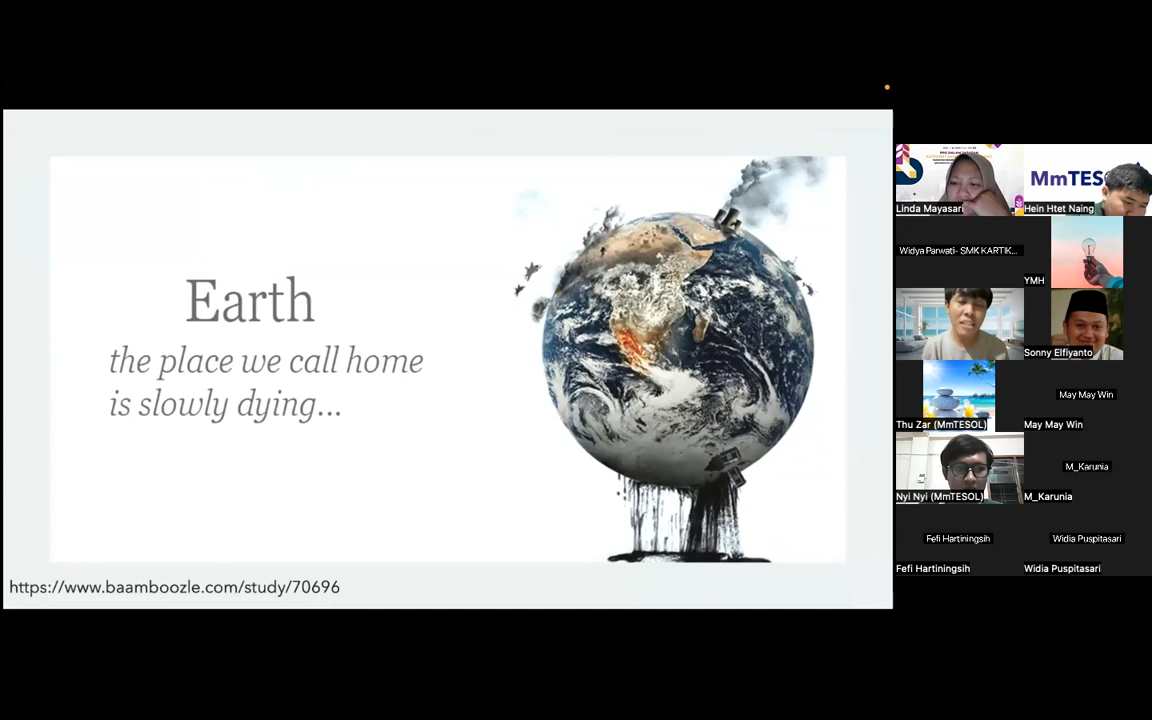 Earth
the place we call home
is slowly dying...
https://www.baamboozle.com/study/70696
Linda Mayasari
MmTES
Hein Htet Naing
Widya Parwati- SMK KARTIK...
YMH
Sonny Elfiyanto
Thu Zar (MmTESOL)
May May Win
May May Win
Nyi Nyi (MmTESOL)
M_Karunia
M_Karunia
Fefi Hartiningsih
Fefi Hartiningsih
Widia Puspitasari
Widia Puspitasari